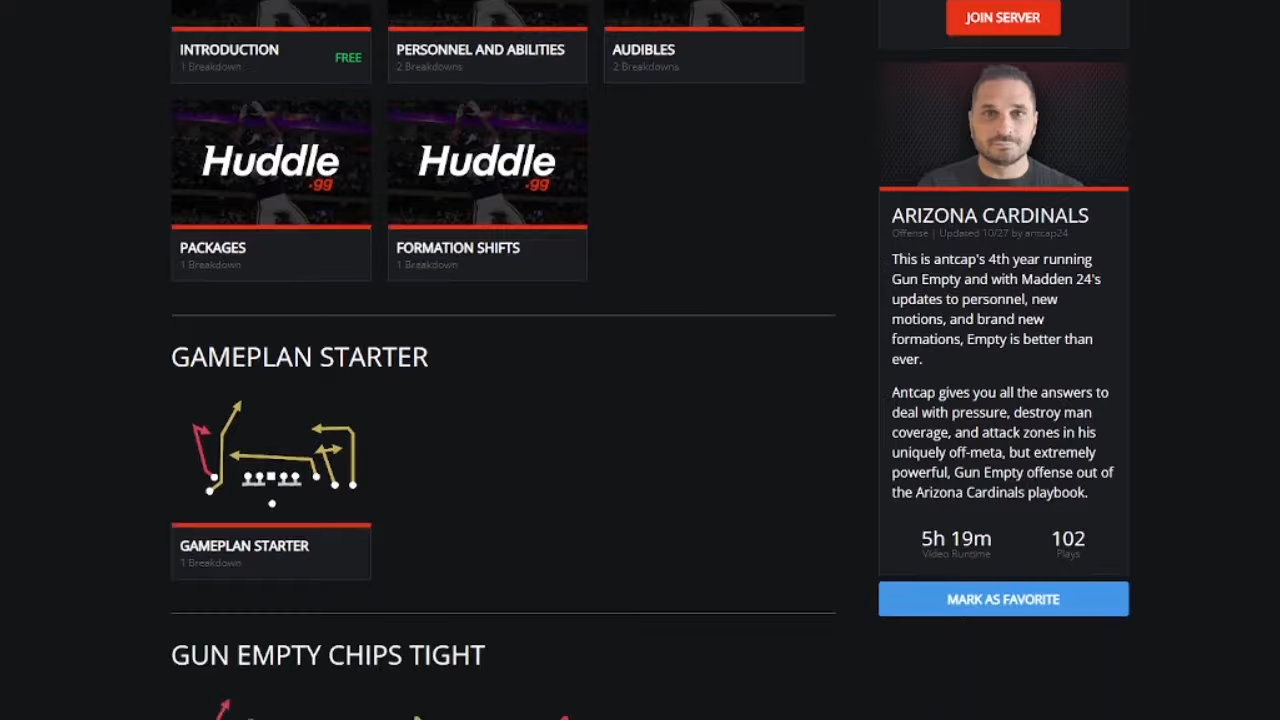 JOIN SERVER
INTRODUCTION
1 Breakdown
FREE
PERSONNEL AND ABILITIES
2 Breakdowns
AUDIBLES
2 Breakdowns
Huddle
.gg
PACKAGES
1 Breakdown
Huddle
.gg
FORMATION SHIFTS
1 Breakdown
GAMEPLAN STARTER
GAMEPLAN STARTER
1 Breakdown
GUN EMPTY CHIPS TIGHT
ARIZONA CARDINALS
Offense | Updated 10/27 by antcap24
This is antcap's 4th year running
Gun Empty and with Madden 24's
updates to personnel, new
motions, and brand new
formations, Empty is better than
ever.
Antcap gives you all the answers to
deal with pressure, destroy man
coverage, and attack zones in his
uniquely off-meta, but extremely
powerful, Gun Empty offense out of
the Arizona Cardinals playbook.
5h 19m
Video Runtime
102
Plays
MARK AS FAVORITE